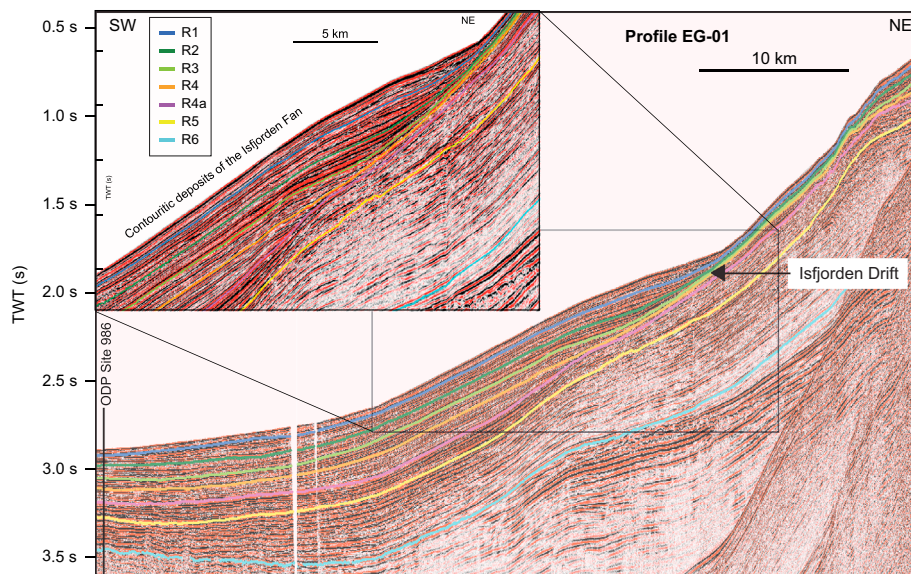 0.5 s
1.0 s
1.5 s
2.0 s
2.5 s
3.0 s
3.5 s
TWT (s)
SW
NE
5 km
R1
R2
R3
R4
R4a
R5
R6
TWT (s)
Contouritic deposits of the Isfjorden Fan
Profile EG-01
NE
10 km
Isfjorden Drift
ODP Site 986